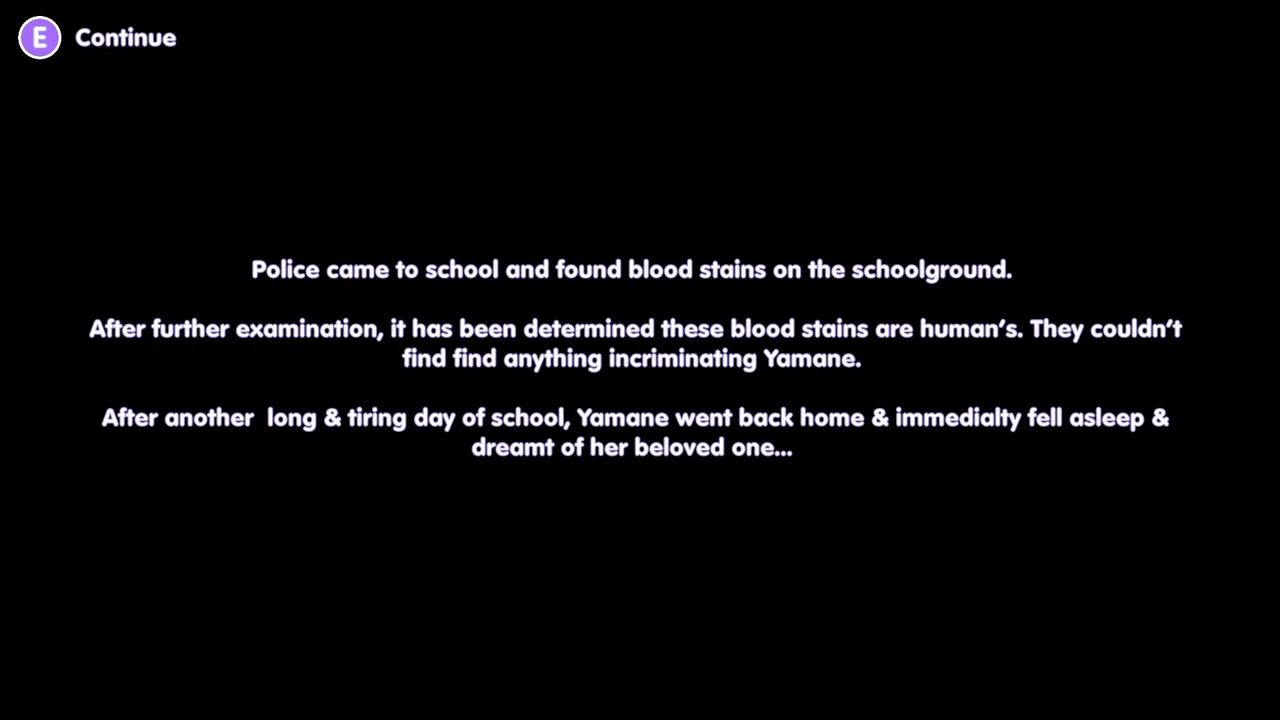 E Continue
Police came to school and found blood stains on the schoolground.
After further examination, it has been determined these blood stains are human's. They couldn't
find find anything incriminating Yamane.
After another  long & tiring day of school, Yamane went back home & immedialty fell asleep &
dreamt of her beloved one...